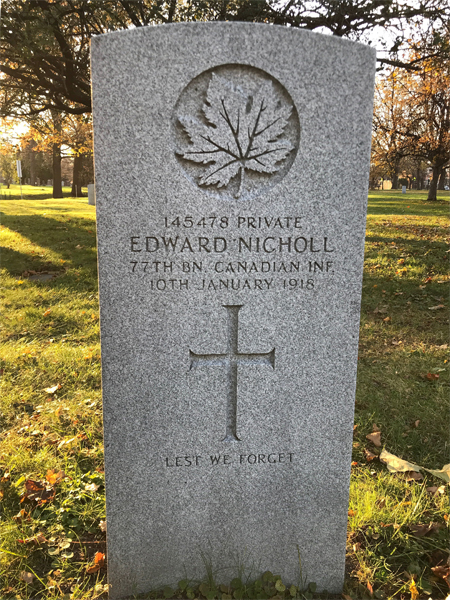 145478 PRIVATE
EDWARD NICHOLL
77TH BN. CANADIAN INF.
10TH JANUARY 1918
LEST WE FORGET